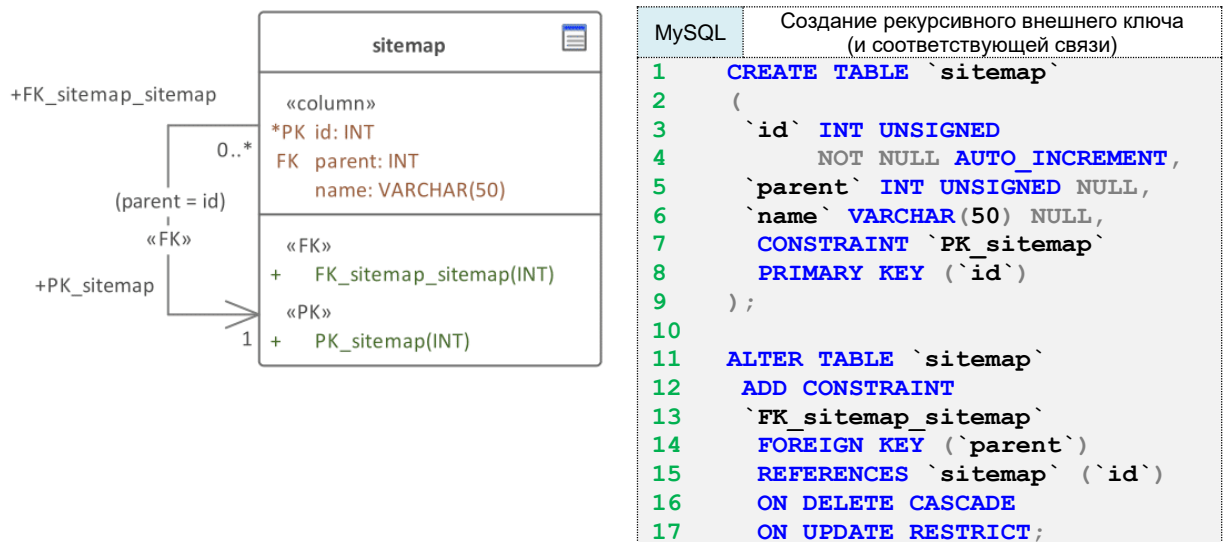 sitemap
«column»
*PK id: INT
FK parent: INT
name: VARCHAR(50)
«FK»
+ FK_sitemap_sitemap(INT)
«PK»
+ PK_sitemap(INT)
+FK_sitemap_sitemap
0..*
(parent = id)
«FK»
+PK_sitemap
1
MySQL
Создание рекурсивного внешнего ключа
(и соответствующей связи)
1 CREATE TABLE `sitemap`
2 (
3 `id` INT UNSIGNED
4 NOT NULL AUTO_INCREMENT,
5 `parent` INT UNSIGNED NULL,
6 `name` VARCHAR(50) NULL,
7 CONSTRAINT `PK_sitemap`
8 PRIMARY KEY (`id`)
9 );
10
11 ALTER TABLE `sitemap`
12 ADD CONSTRAINT
13 `FK_sitemap_sitemap`
14 FOREIGN KEY (`parent`)
15 REFERENCES `sitemap` (`id`)
16 ON DELETE CASCADE
17 ON UPDATE RESTRICT;